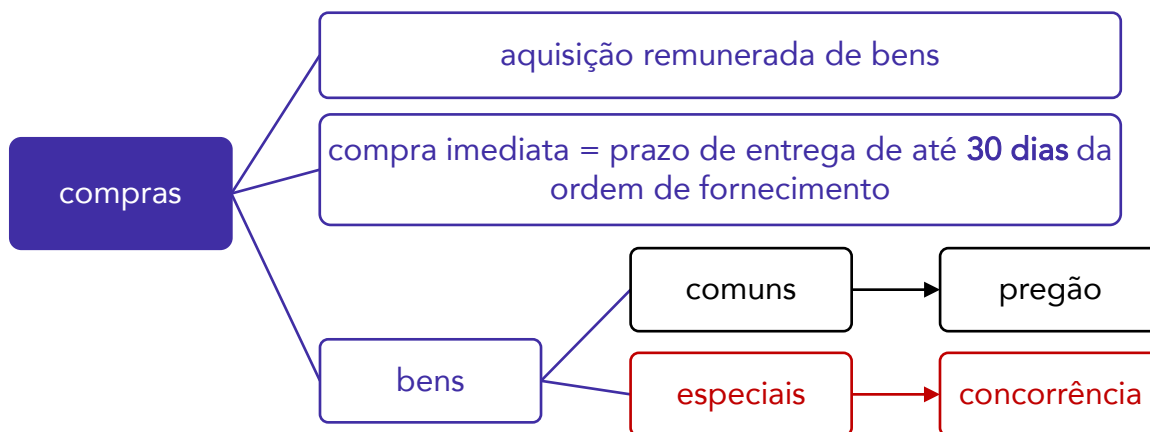 aquisição remunerada de bens
compras
compra imediata = prazo de entrega de até 30 dias da
ordem de fornecimento
bens
comuns
pregão
especiais
concorrência